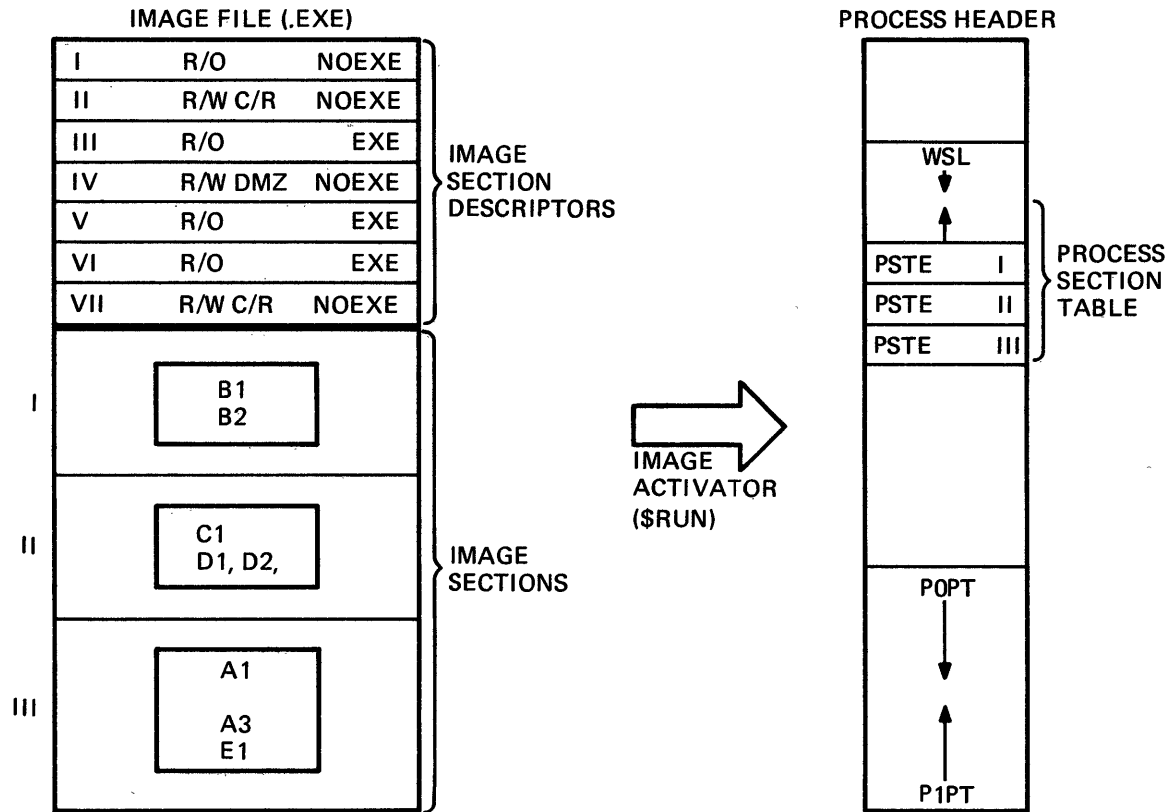 IMAGE FILE (.EXE)
I R/O NOEXE
II R/W C/R NOEXE
III R/O EXE
IV R/W DMZ NOEXE
V R/O EXE
VI R/O EXE
VII R/W C/R NOEXE
IMAGE
SECTION
DESCRIPTORS
I
B1
B2
II
C1
D1, D2,
III
A1
A3
E1
IMAGE
SECTIONS
IMAGE
ACTIVATOR
($RUN)
PROCESS HEADER
WSL
PSTE I
PSTE II
PSTE III
PROCESS
SECTION
TABLE
P0PT
P1PT